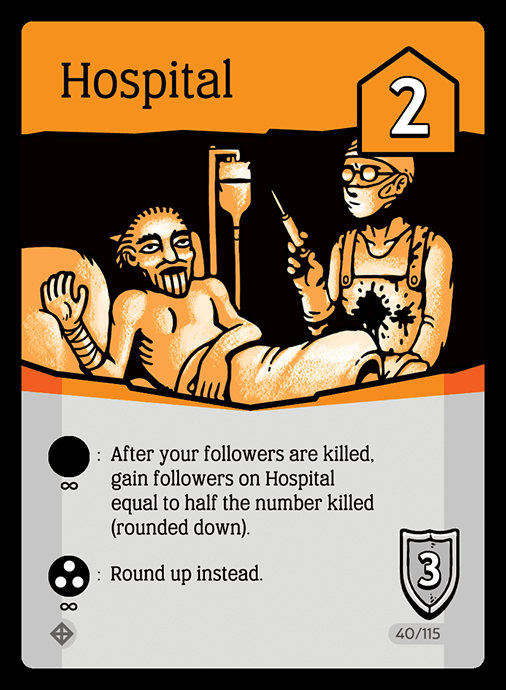 Hospital
2
∞ : After your followers are killed,
gain followers on Hospital
equal to half the number killed
(rounded down).
∞ : Round up instead.
3
40/115